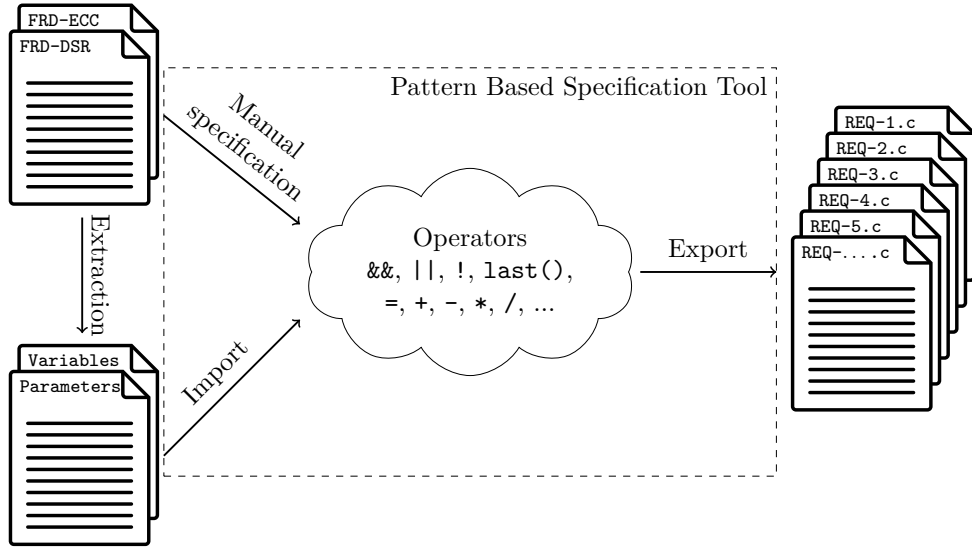 FRD-ECC
FRD-DSR
Pattern Based Specification Tool
Manual
specification
Extraction
Variables
Parameters
Import
Operators
&&, ||, !, last(),
=, +, -, *, /, ...
Export
REQ-1.c
REQ-2.c
REQ-3.c
REQ-4.c
REQ-5.c
REQ-....c